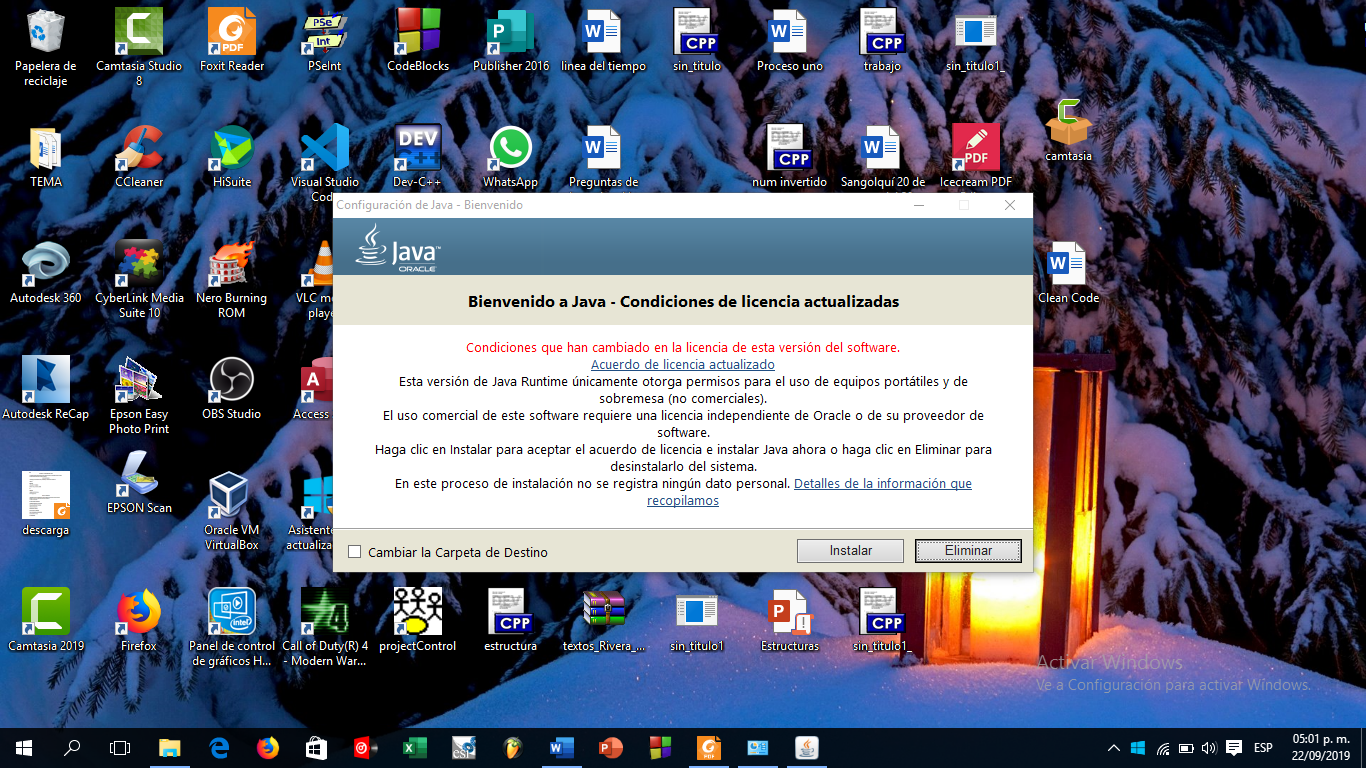 Papelera de
reciclaje
Camtasia Studio
8
Foxit Reader
PSeInt
CodeBlocks
Publisher 2016
linea del tiempo
sin_titulo
Proceso uno
trabajo
sin_titulo1_
TEMA
CCleaner
HiSuite
Visual Studio
Code
Dev-C++
WhatsApp
Preguntas de
num invertido
Sangolquí 20 de
Icecream PDF
camtasia
Configuración de Java - Bienvenido
Java
ORACLE
Bienvenido a Java - Condiciones de licencia actualizadas
Condiciones que han cambiado en la licencia de esta versión del software.
Acuerdo de licencia actualizado
Esta versión de Java Runtime únicamente otorga permisos para el uso de equipos portátiles y de
sobremesa (no comerciales).
El uso comercial de este software requiere una licencia independiente de Oracle o de su proveedor de
software.
Haga clic en Instalar para aceptar el acuerdo de licencia e instalar Java ahora o haga clic en Eliminar para
desinstalarlo del sistema.
En este proceso de instalación no se registra ningún dato personal. Detalles de la información que
recopilamos
Cambiar la Carpeta de Destino
Instalar
Eliminar
Autodesk 360
CyberLink Media
Suite 10
Nero Burning
ROM
VLC me
playe
Clean Code
Autodesk ReCap
Epson Easy
Photo Print
OBS Studio
Access
descarga
EPSON Scan
Oracle VM
VirtualBox
Asistente
actualiza
Camtasia 2019
Firefox
Panel de control
de gráficos H...
Call of Duty(R) 4
- Modern War...
projectControl
estructura
textos_Rivera_...
sin_titulo1
Estructuras
sin_titulo1_
Activar Windows
Ve a Configuración para activar Windows.
ESP
05:01 p. m.
22/09/2019